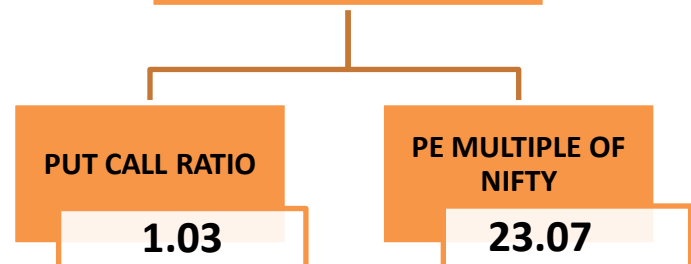 PUT CALL RATIO
1.03
PE MULTIPLE OF
NIFTY
23.07